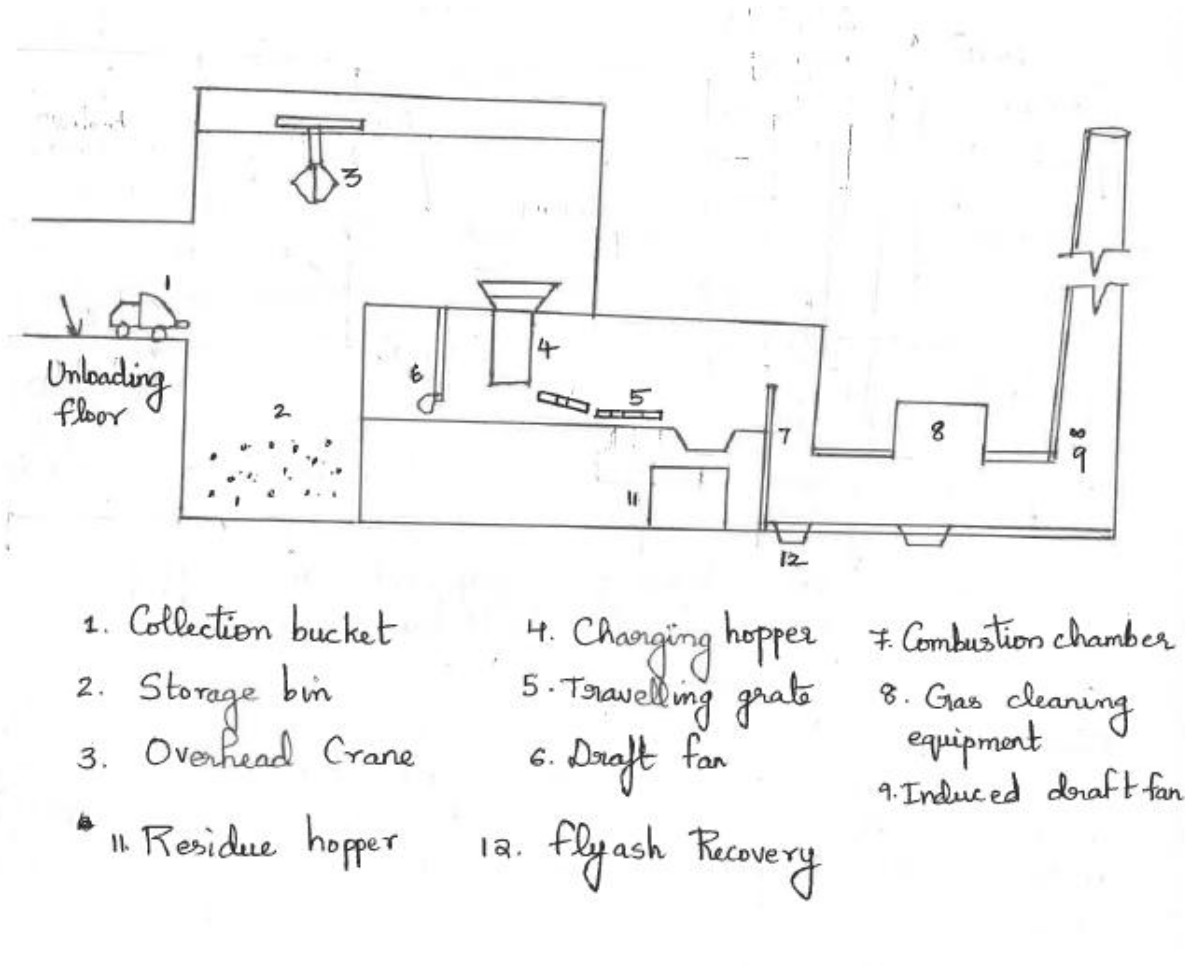 3
1
Unloading
floor
2
6
4
5
7
8
9
11
12
1. Collection bucket
2. Storage bin
3. Overhead Crane
4. Charging hopper
5. Travelling grate
6. Draft fan
7. Combustion chamber
8. Gas cleaning
equipment
9. Induced draft fan
11. Residue hopper
12. flyash Recovery